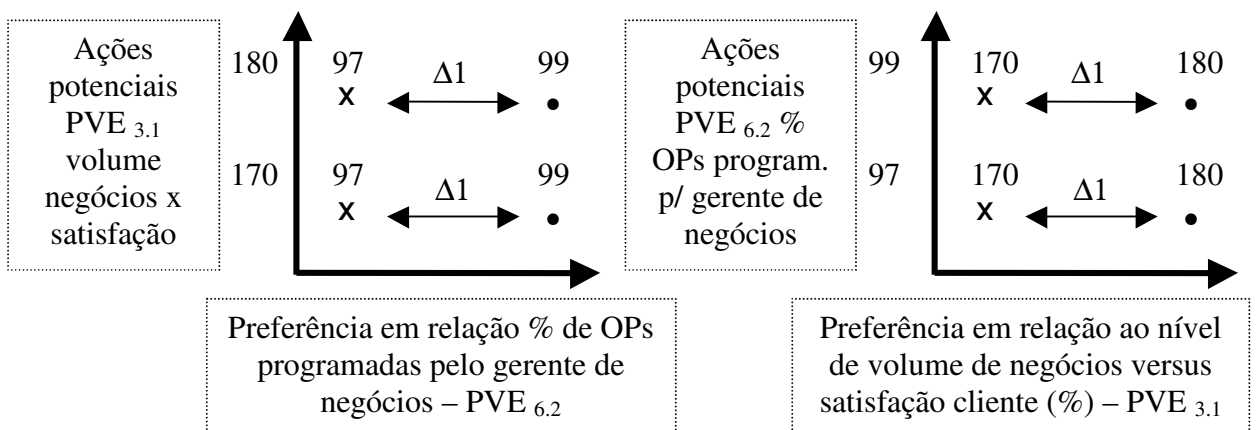 Ações
potenciais
PVE 3.1
volume
negócios x
satisfação
180 97 99
x Δ1 •
170 97 99
x Δ1 •
Preferência em relação % de OPs
programadas pelo gerente de
negócios – PVE 6.2
Ações
potenciais
PVE 6.2 %
OPs program.
p/ gerente de
negócios
99 170 180
x Δ1 •
97 170 180
x Δ1 •
Preferência em relação ao nível
de volume de negócios versus
satisfação cliente (%) – PVE 3.1